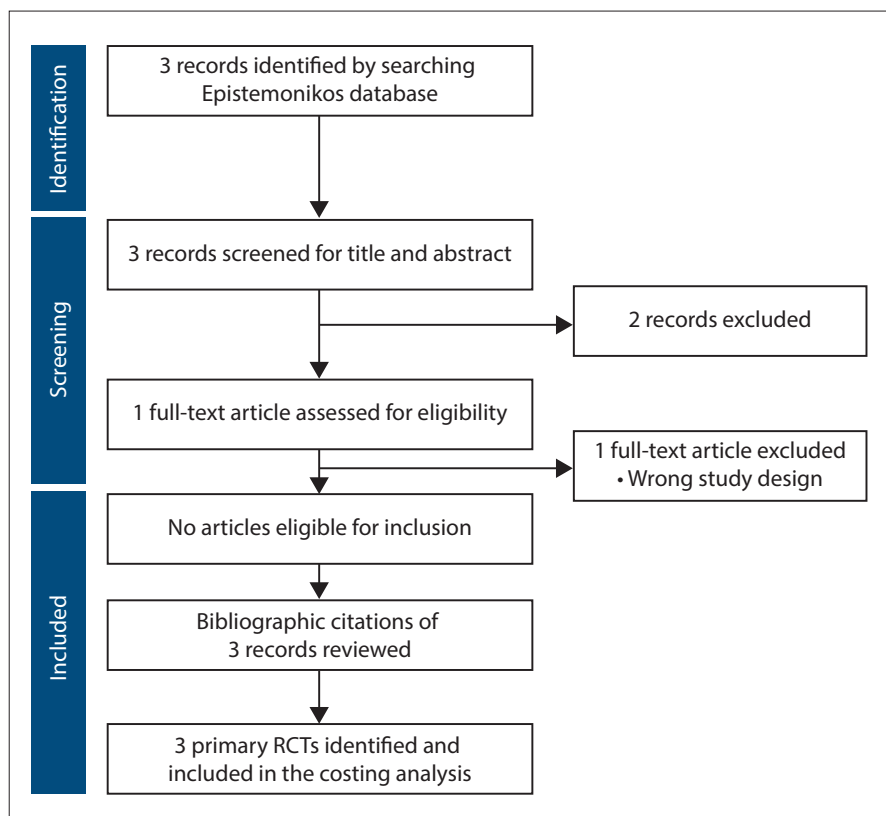 Identification
3 records identified by searching
Epistemonikos database
Screening
3 records screened for title and abstract
2 records excluded
1 full-text article assessed for eligibility
1 full-text article excluded
• Wrong study design
Included
No articles eligible for inclusion
Bibliographic citations of
3 records reviewed
3 primary RCTs identified and
included in the costing analysis